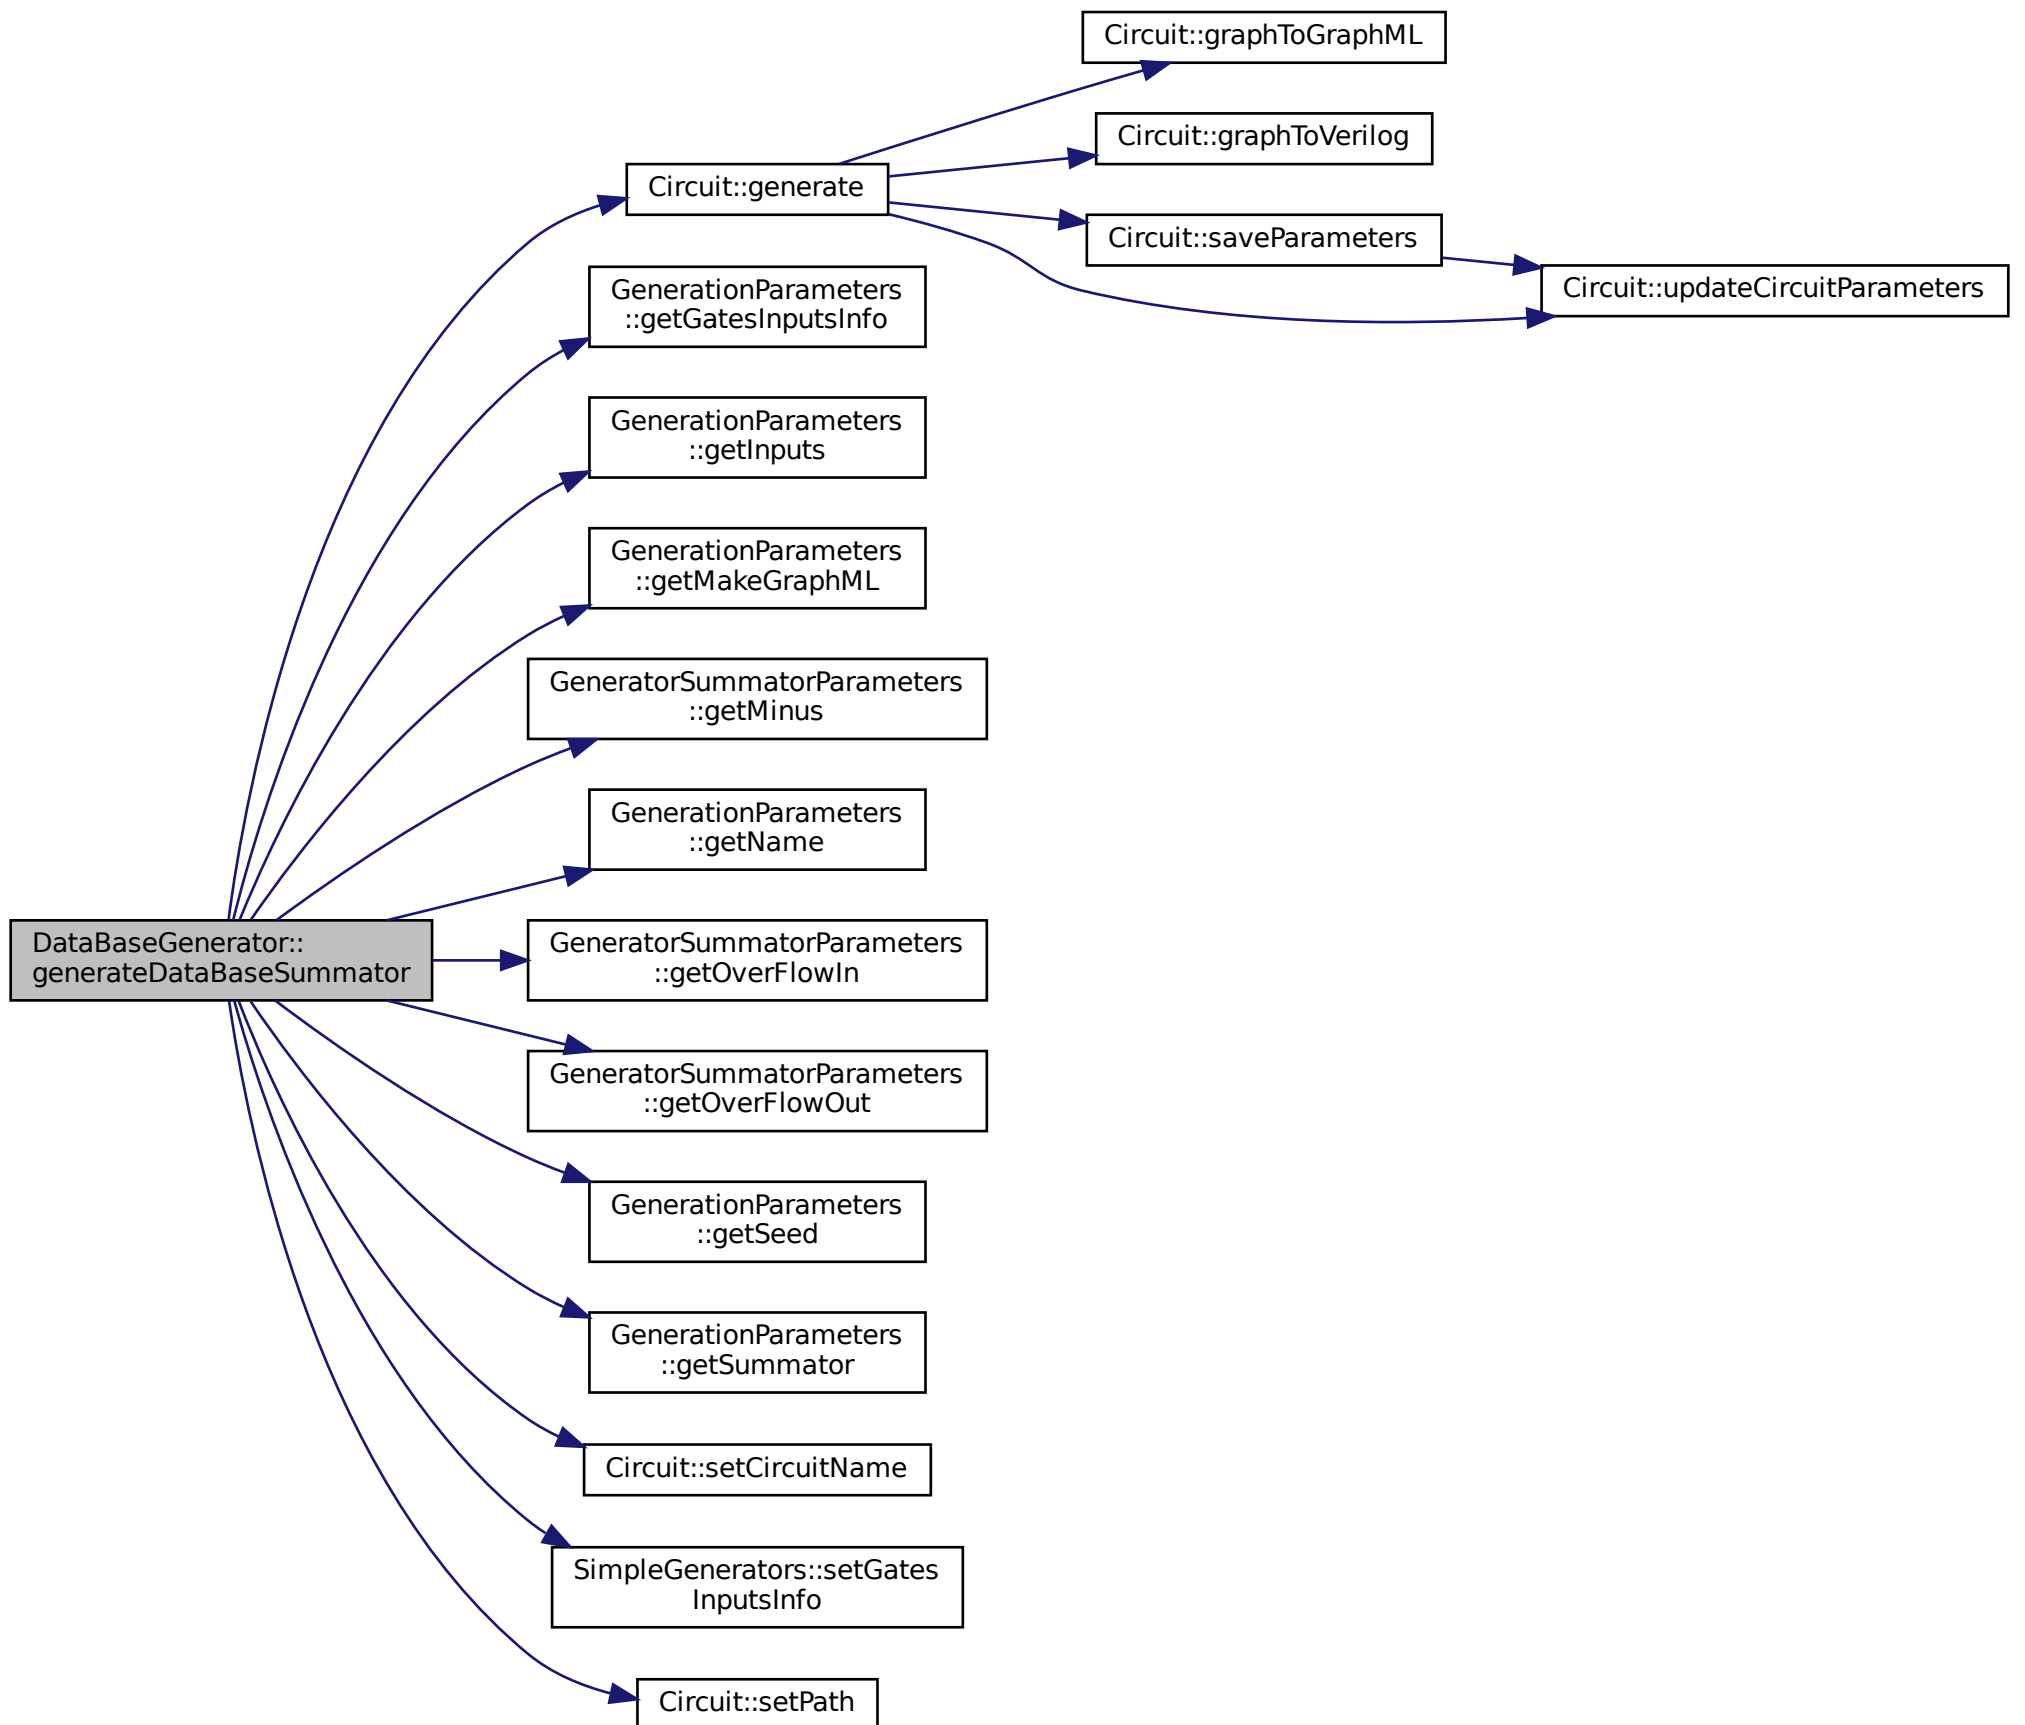 Circuit::graphToGraphML
Circuit::graphToVerilog
Circuit::generate
Circuit::saveParameters
Circuit::updateCircuitParameters
GenerationParameters
::getGatesInputsInfo
GenerationParameters
::getInputs
GenerationParameters
::getMakeGraphML
GeneratorSummatorParameters
::getMinus
GenerationParameters
::getName
DataBaseGenerator::
generateDataBaseSummator
GeneratorSummatorParameters
::getOverFlowIn
GeneratorSummatorParameters
::getOverFlowOut
GenerationParameters
::getSeed
GenerationParameters
::getSummator
Circuit::setCircuitName
SimpleGenerators::setGates
InputsInfo
Circuit::setPath